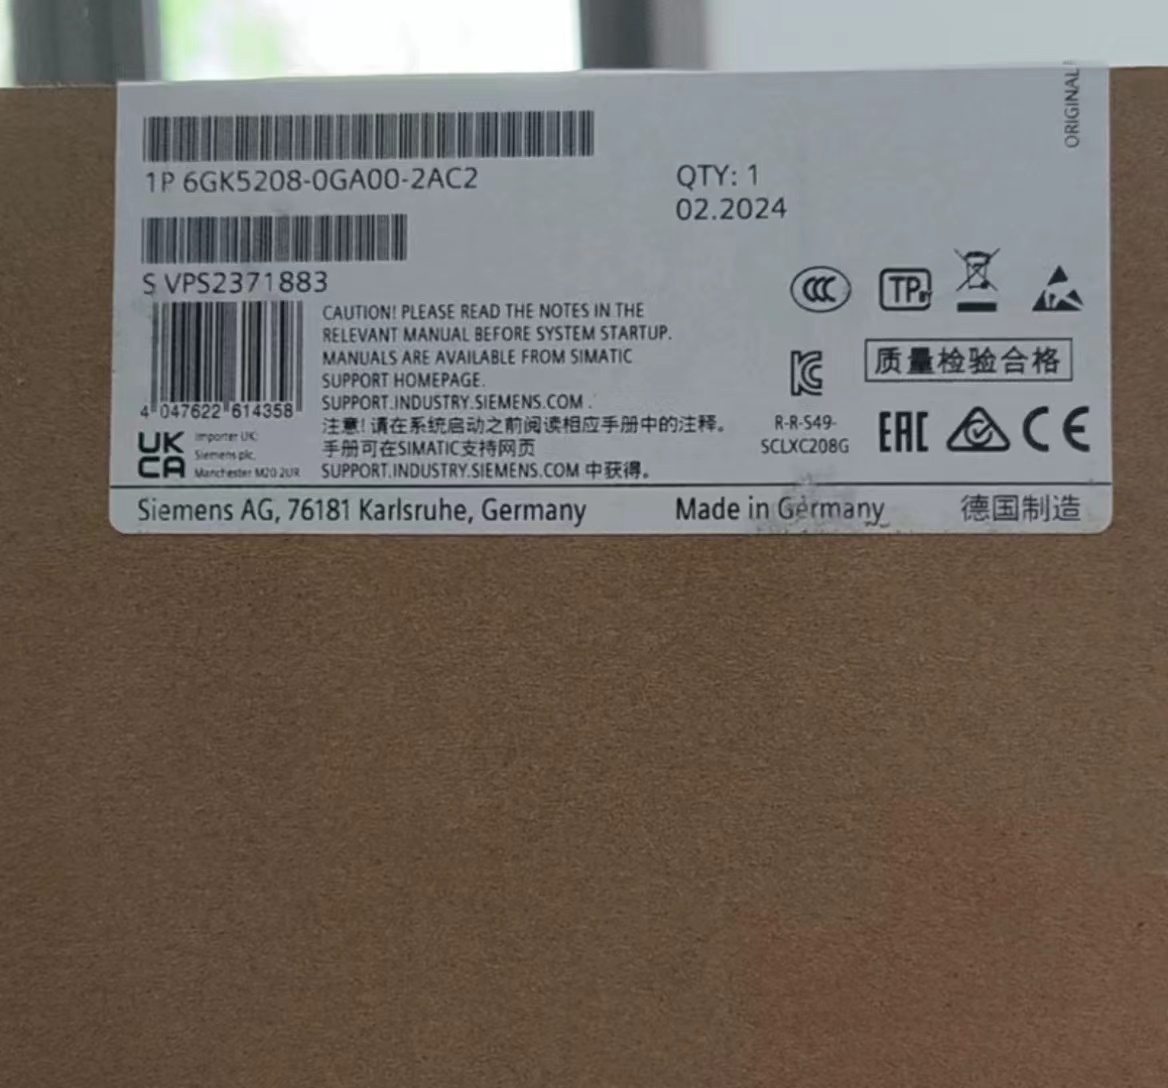 ORIGINAL
1P 6GK5208-0GA00-2AC2
QTY: 1
02.2024
S VPS2371883
CAUTION! PLEASE READ THE NOTES IN THE
RELEVANT MANUAL BEFORE SYSTEM STARTUP.
MANUALS ARE AVAILABLE FROM SIMATIC
SUPPORT HOMEPAGE.
SUPPORT.INDUSTRY.SIEMENS.COM .
注意! 请在系统启动之前阅读相应手册中的注释。
手册可在SIMATIC支持网页
SUPPORT.INDUSTRY.SIEMENS.COM 中获得。
4 047622 614358
UK
CA
Importer UK:
Siemens plc,
Manchester M20 2UR
CCC
TP
质量检验合格
R-R-S49-
SCLXC208G
EAC
CE
Siemens AG, 76181 Karlsruhe, Germany
Made in Germany
德国制造